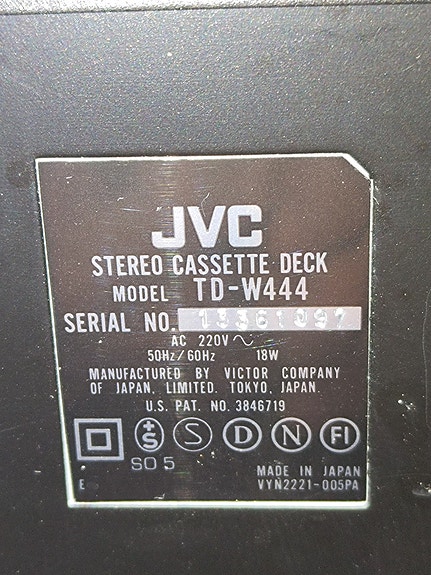 JVC
STEREO CASSETTE DECK
MODEL TD-W444
SERIAL NO. 13361397
AC 220V ~
50Hz/60Hz 18W
MANUFACTURED BY VICTOR COMPANY
OF JAPAN, LIMITED. TOKYO, JAPAN.
U.S. PAT. NO. 3846719
S S D N FI
SO 5
MADE IN JAPAN
E VYN2221-005PA